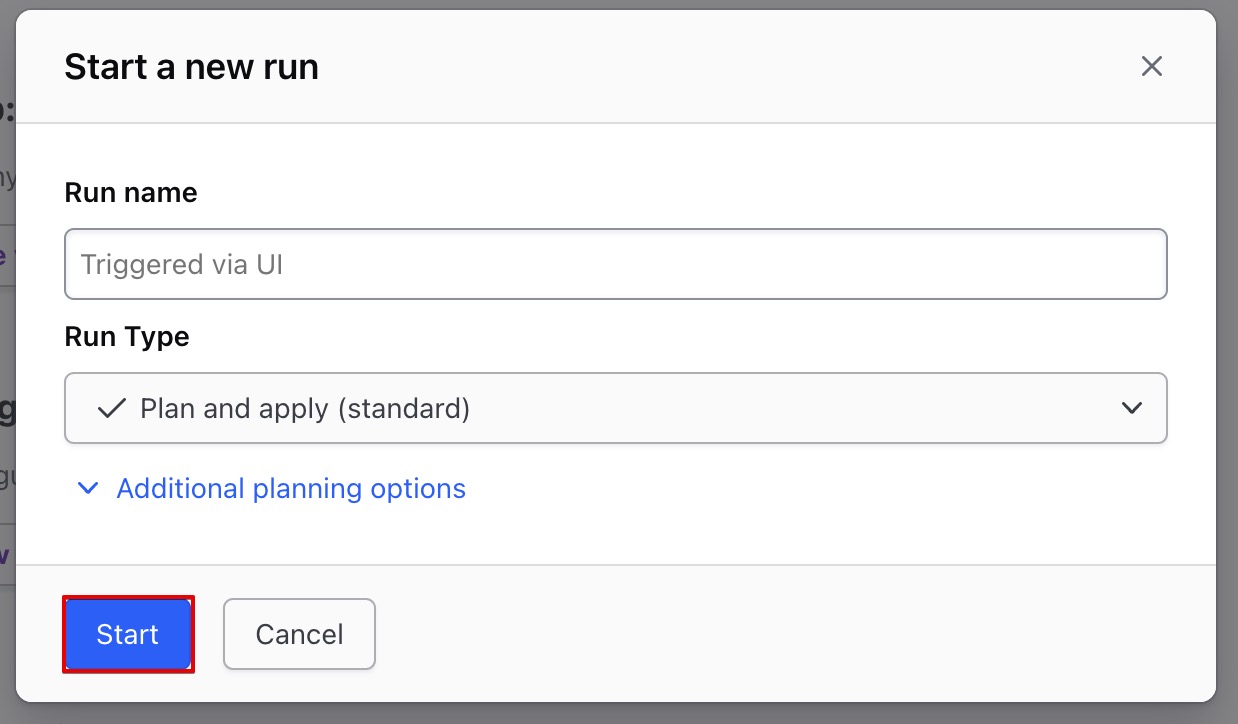 Start a new run
Run name
Triggered via UI
Run Type
Plan and apply (standard)
Additional planning options
Start
Cancel